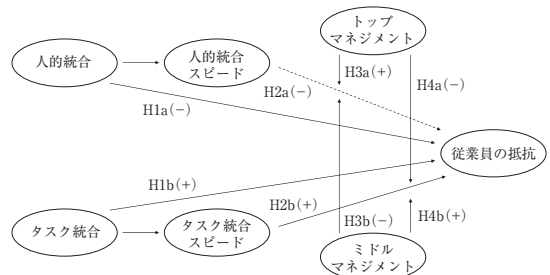 トップ
マネジメント
人的統合
人的統合
スピード
H3a(+)
H4a(−)
H2a(−)
H1a(−)
従業員の抵抗
H1b(+)
H2b(+)
タスク統合
タスク統合
スピード
H3b(−)
H4b(+)
ミドル
マネジメント